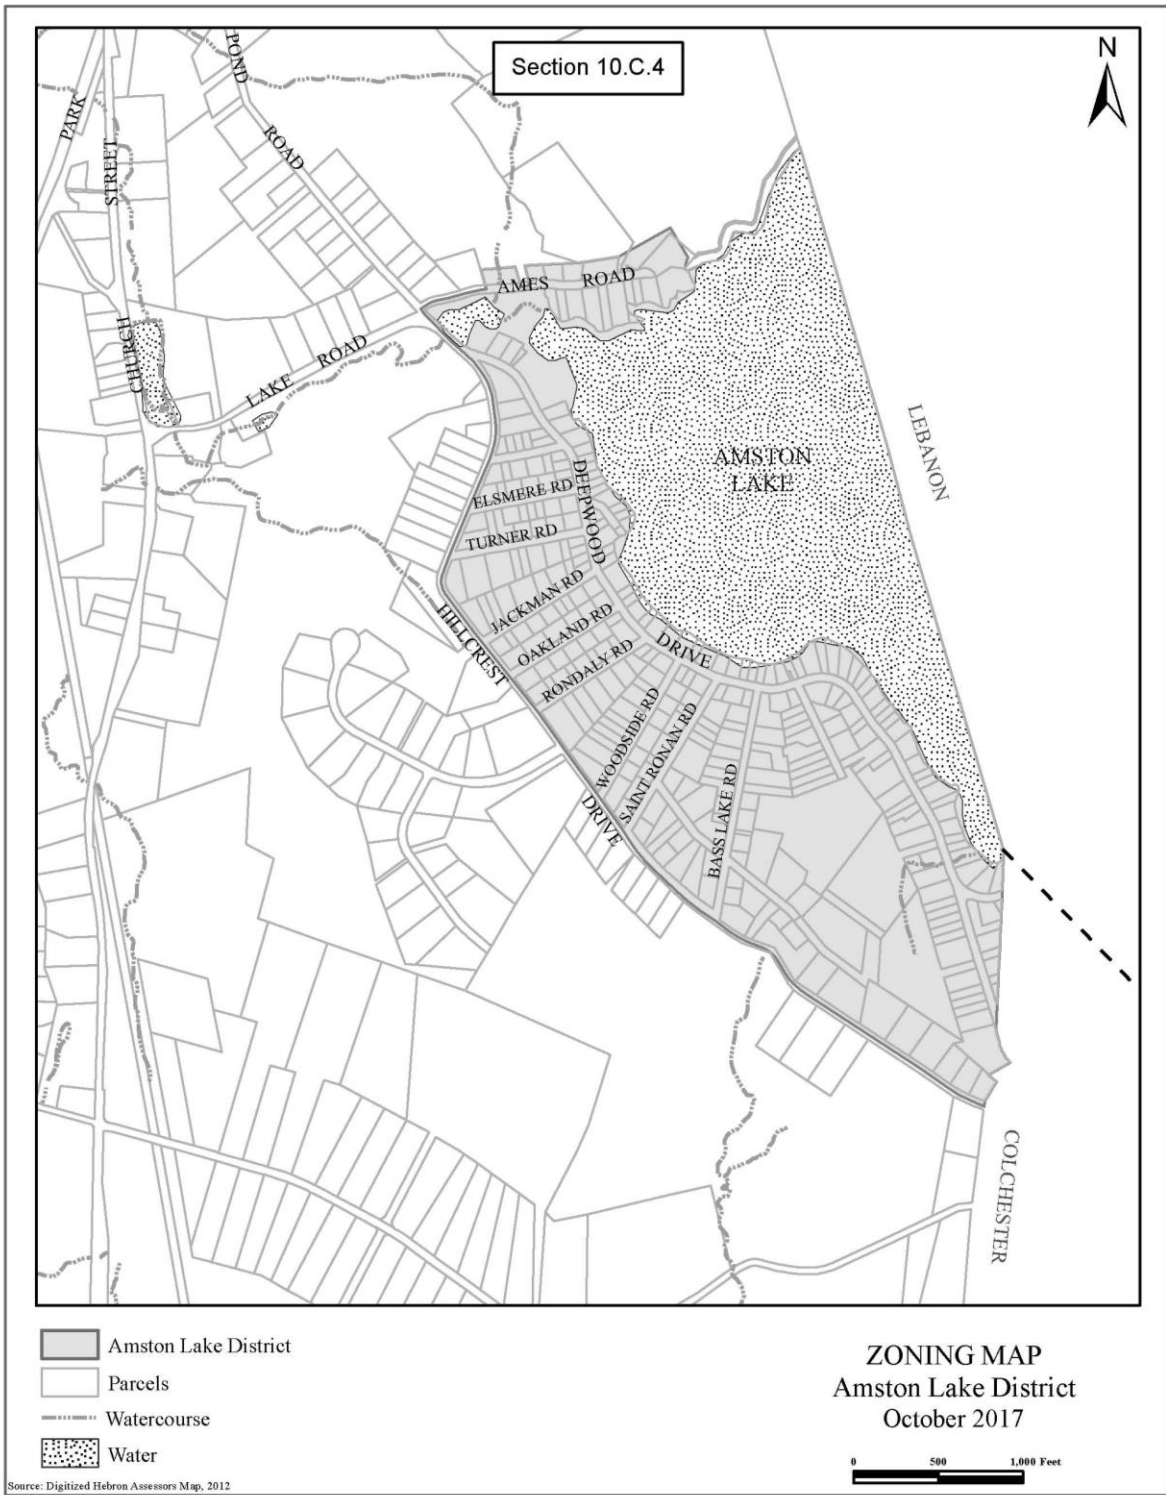 Section 10.C.4
N
PARK
STREET
POND
ROAD
CHURCH
LAKE ROAD
AMES ROAD
LEBANON
AMSTON
LAKE
DEEPWOOD
DRIVE
ELSMERE RD
TURNER RD
JACKMAN RD
OAKLAND RD
RONDALY RD
HILLCREST
DRIVE
WOODSIDE RD
SAINT RONAN RD
BASS LAKE RD
COLCHESTER
Amston Lake District
Parcels
Watercourse
Water
ZONING MAP
Amston Lake District
October 2017
0 500 1,000 Feet
Source: Digitized Hebron Assessors Map, 2012